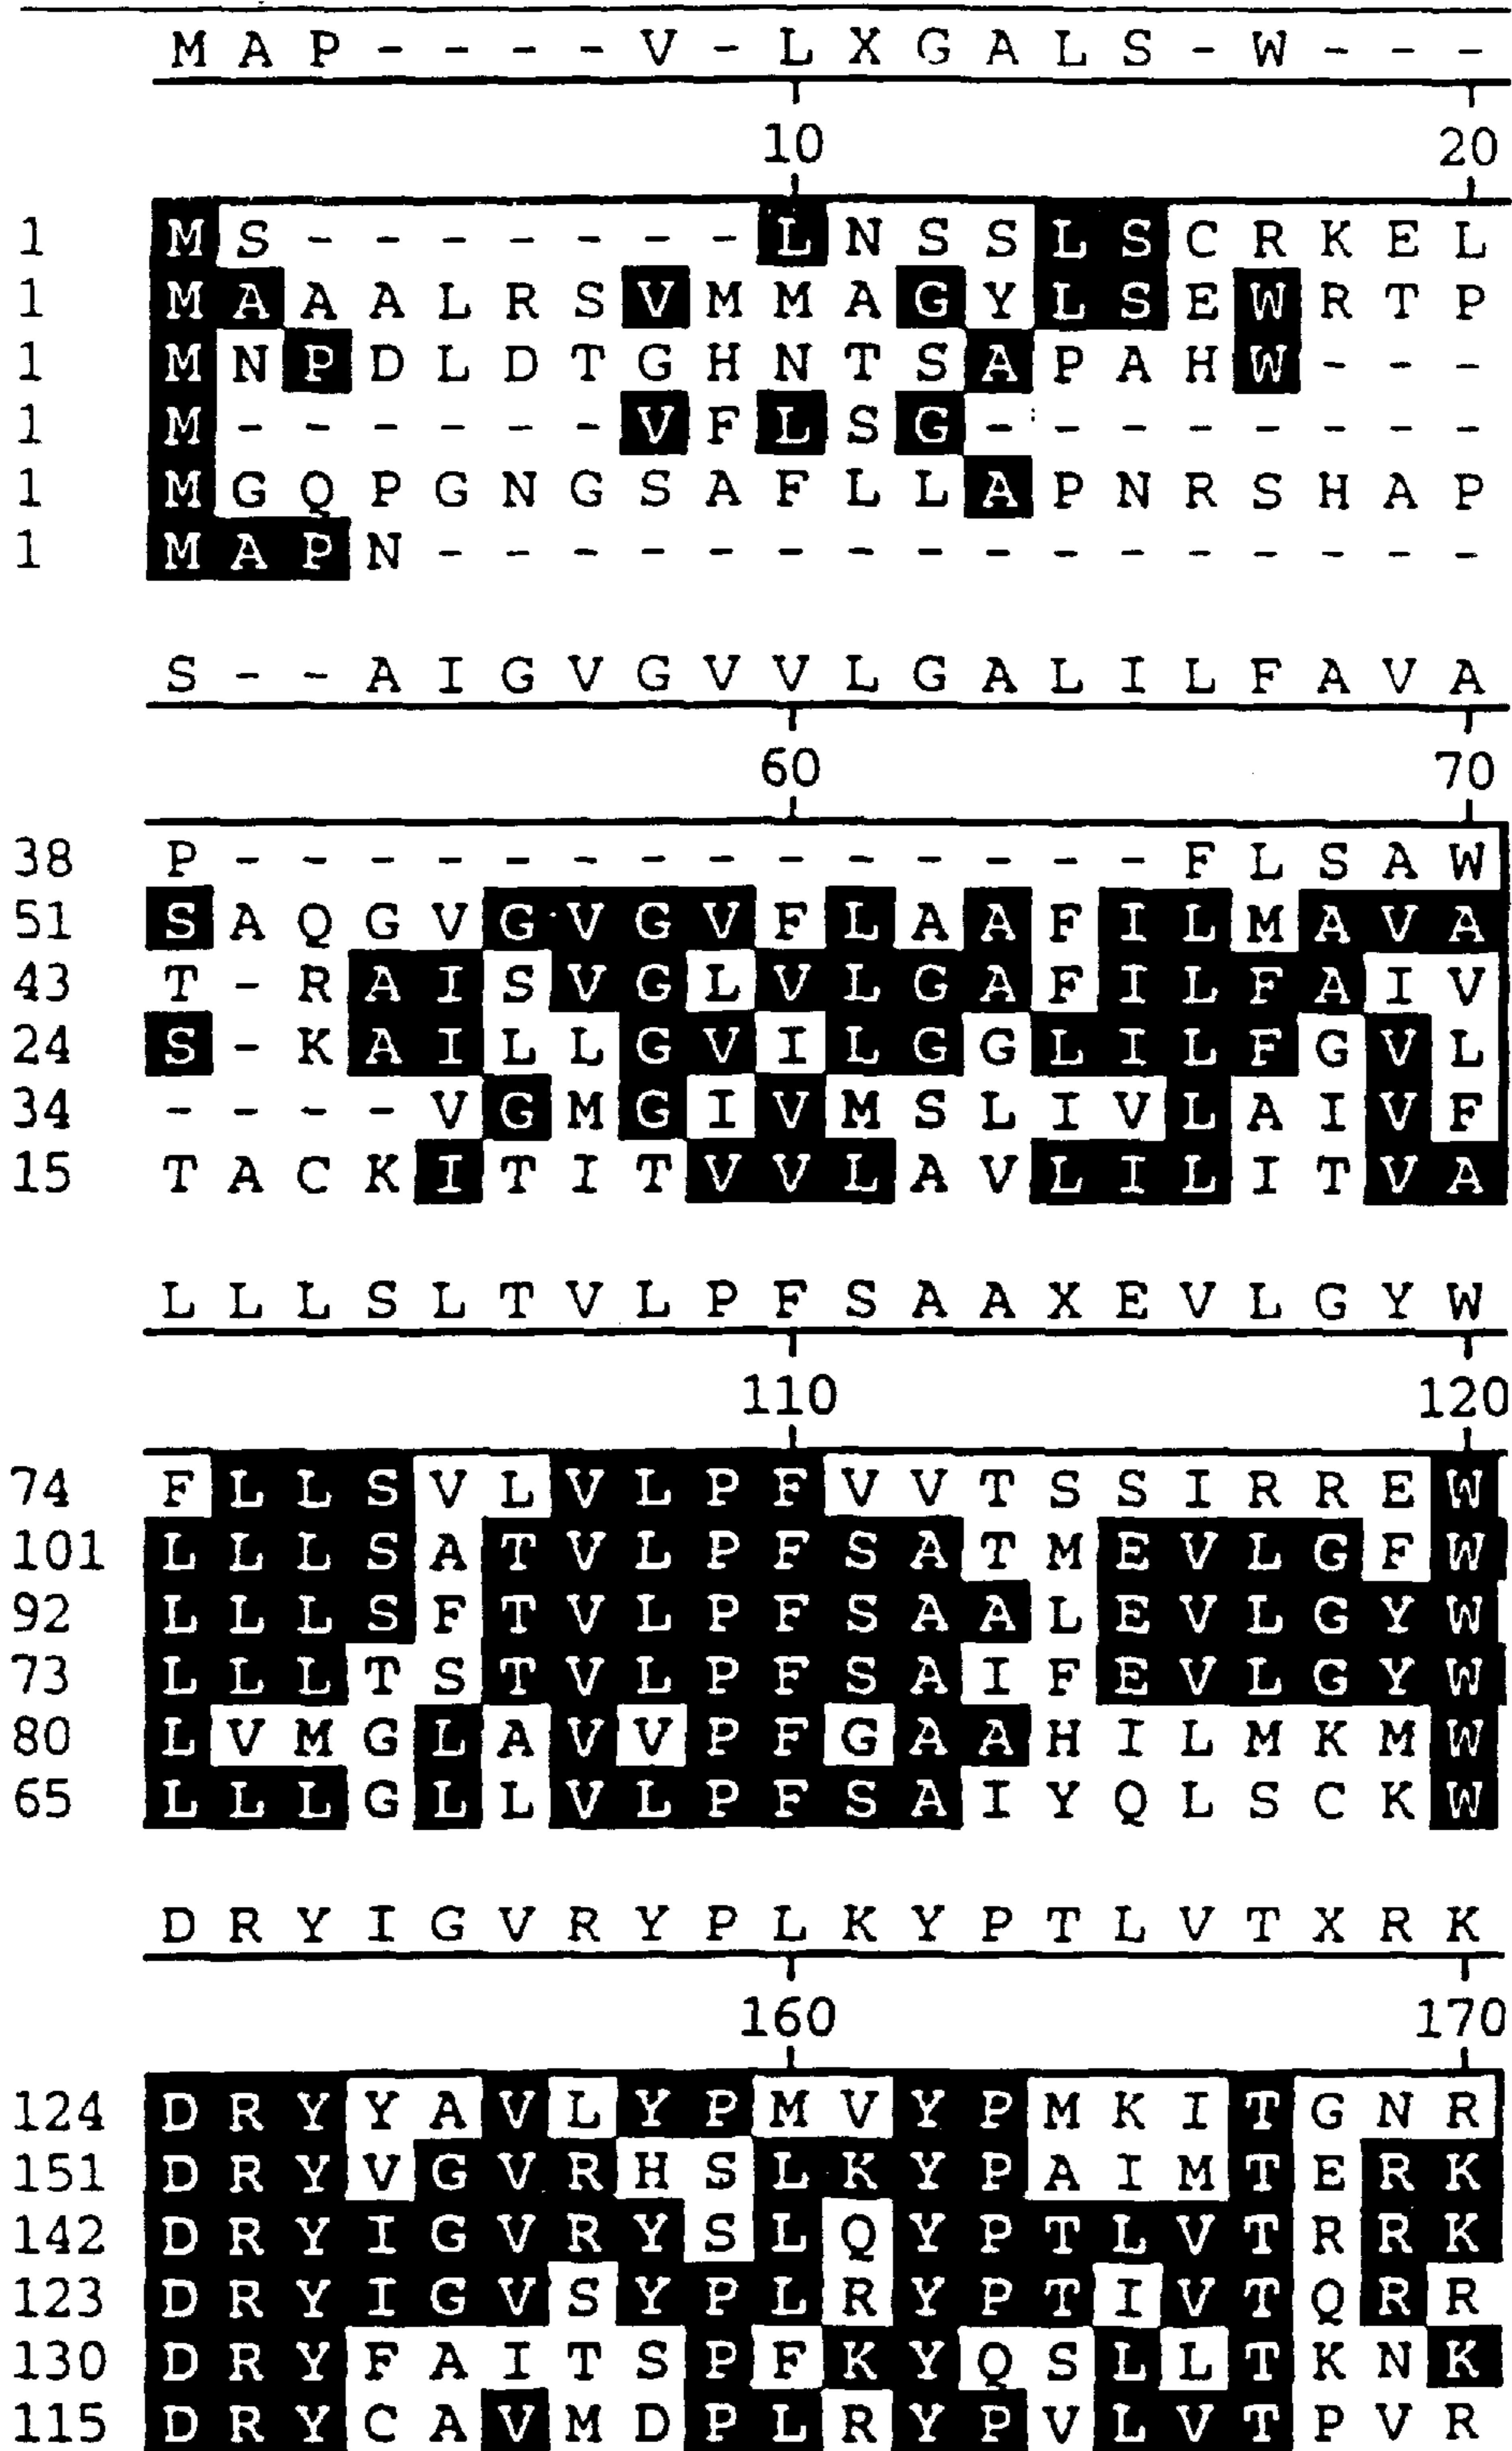 M A P - - - - V - L X G A L S - W - - -
10 20
1 M S - - - - - - - L N S S L S C R K E L
1 M A A A L R S V M M A G Y L S E W R T P
1 M N P D L D T G H N T S A P A H W - - -
1 M - - - - - - V F L S G - - - - - - - -
1 M G Q P G N G S A F L L A P N R S H A P
1 M A P N - - - - - - - - - - - - - - - -
S - - A I G V G V V L G A L I L F A V A
60 70
38 P - - - - - - - - - - - - - - F L S A W
51 S A Q G V G V G V F L A A F I L M A V A
43 T - R A I S V G L V L G A F I L F A I V
24 S - K A I L L G V I L G G L I L F G V L
34 - - - - V G M G I V M S L I V L A I V F
15 T A C K I T I T V V L A V L I L I T V A
L L L S L T V L P F S A A X E V L G Y W
110 120
74 F L L S V L V L P F V V T S S I R R E W
101 L L L S A T V L P F S A T M E V L G F W
92 L L L S F T V L P F S A A L E V L G Y W
73 L L L T S T V L P F S A I F E V L G Y W
80 L V M G L A V V P F G A A H I L M K M W
65 L L L G L L V L P F S A I Y Q L S C K W
D R Y I G V R Y P L K Y P T L V T X R K
160 170
124 D R Y Y A V L Y P M V Y P M K I T G N R
151 D R Y V G V R H S L K Y P A I M T E R K
142 D R Y I G V R Y S L Q Y P T L V T R R K
123 D R Y I G V S Y P L R Y P T I V T Q R R
130 D R Y F A I T S P F K Y Q S L L T K N K
115 D R Y C A V M D P L R Y P V L V T P V R